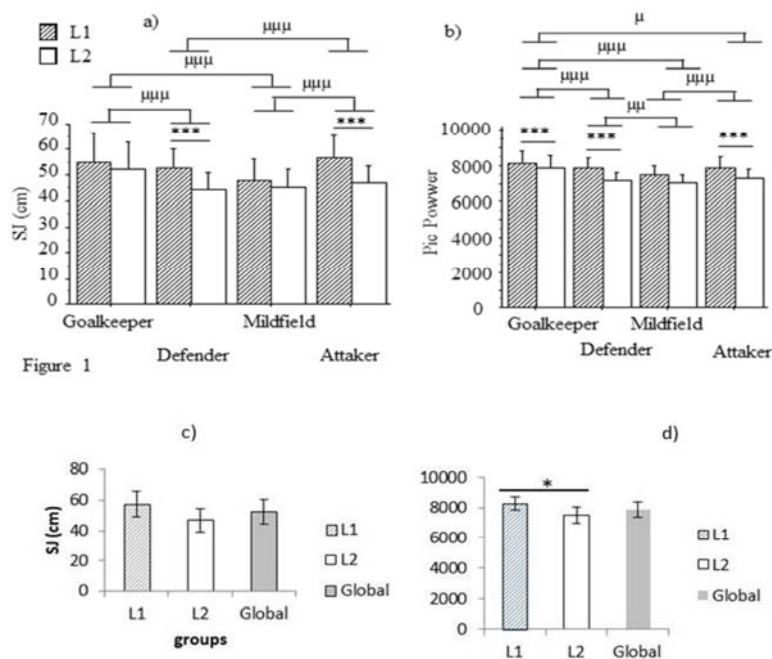 a)
L1
L2
μμμ
μμμ
μμμ
μμμ
***
***
70
60
50
40
30
20
10
0
SJ (cm)
Goalkeeper
Mildfield
Defender
Attaker
Figure 1
b)
μ
μμμ
μμμ
μμμ
μμ
***
***
***
10000
8000
6000
4000
2000
0
Pic Powwer
Goalkeeper
Mildfield
Defender
Attaker
c)
80
60
40
20
0
SJ (cm)
L1
L2
Global
groups
L1
L2
Global
d)
*
10000
8000
6000
4000
2000
0
L1
L2
Global
L1
L2
Global